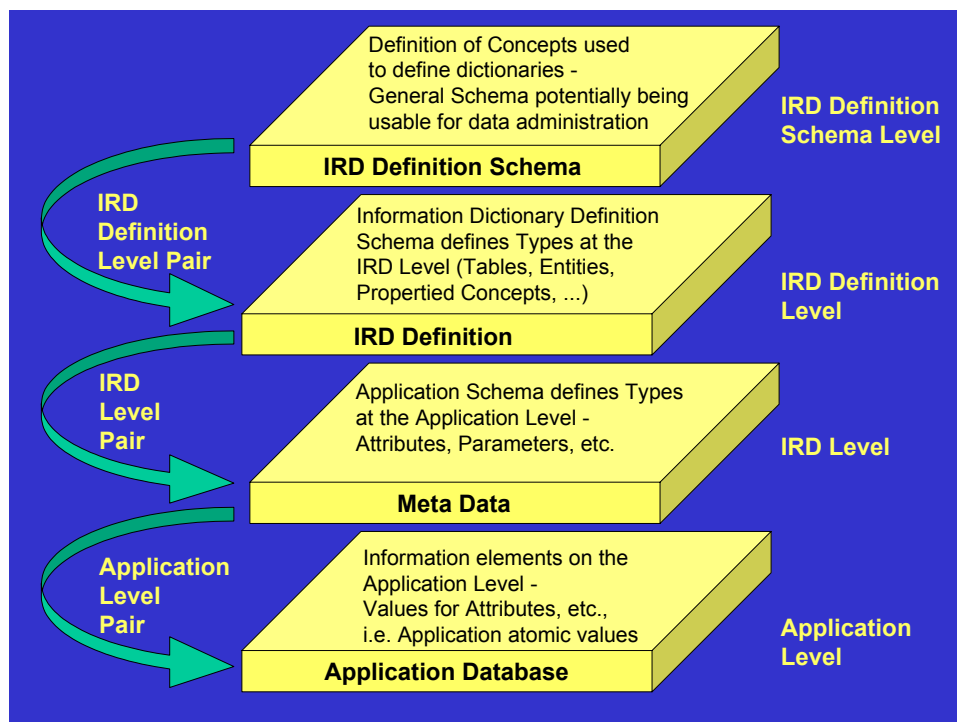 Definition of Concepts used
to define dictionaries -
General Schema potentially being
usable for data administration
IRD Definition Schema
IRD Definition
Schema Level
IRD
Definition
Level Pair
Information Dictionary Definition
Schema defines Types at the
IRD Level (Tables, Entities,
Propertied Concepts, ...)
IRD Definition
IRD Definition
Level
IRD
Level
Pair
Application Schema defines Types
at the Application Level -
Attributes, Parameters, etc.
Meta Data
IRD Level
Application
Level
Pair
Information elements on the
Application Level -
Values for Attributes, etc.,
i.e. Application atomic values
Application Database
Application
Level